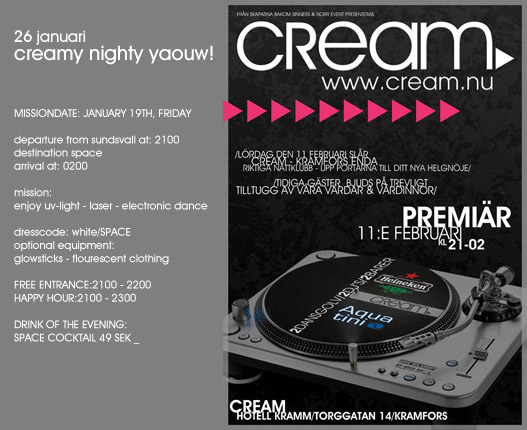 26 januari
creamy nighty yaouw!
MISSIONDATE: JANUARY 19TH, FRIDAY
departure from sundsvall at: 2100
destination space
arrival at: 0200
mission:
enjoy uv-light - laser - electronic dance
dresscode: white/SPACE
optional equipment:
glowsticks - flourescent clothing
FREE ENTRANCE:2100 - 2200
HAPPY HOUR:2100 - 2300
DRINK OF THE EVENING:
SPACE COCKTAIL 49 SEK _
FRÅN SKAPARNA BAKOM SINNERS & NORR EVENT PRESENTERAS
cream
www.cream.nu
/LÖRDAG DEN 11 FEBRUARI SLÅR
CREAM - KRAMFORS ENDA
RIKTIGA NATTKLUBB - UPP PORTARNA TILL DITT NYA HELGNÖJE/
/TIDIGA GÄSTER BJUDS PÅ TREVLIGT
TILLTUGG AV VÅRA VÄRDAR & VÄRDINNOR/
PREMIÄR
11:E FEBRUARI
KL 21-02
2DANSGOLV/2DJ'S/2BARER
Heineken
cream
Aqua
tini
CREAM
HOTELL KRAMM/TORGGATAN 14/KRAMFORS